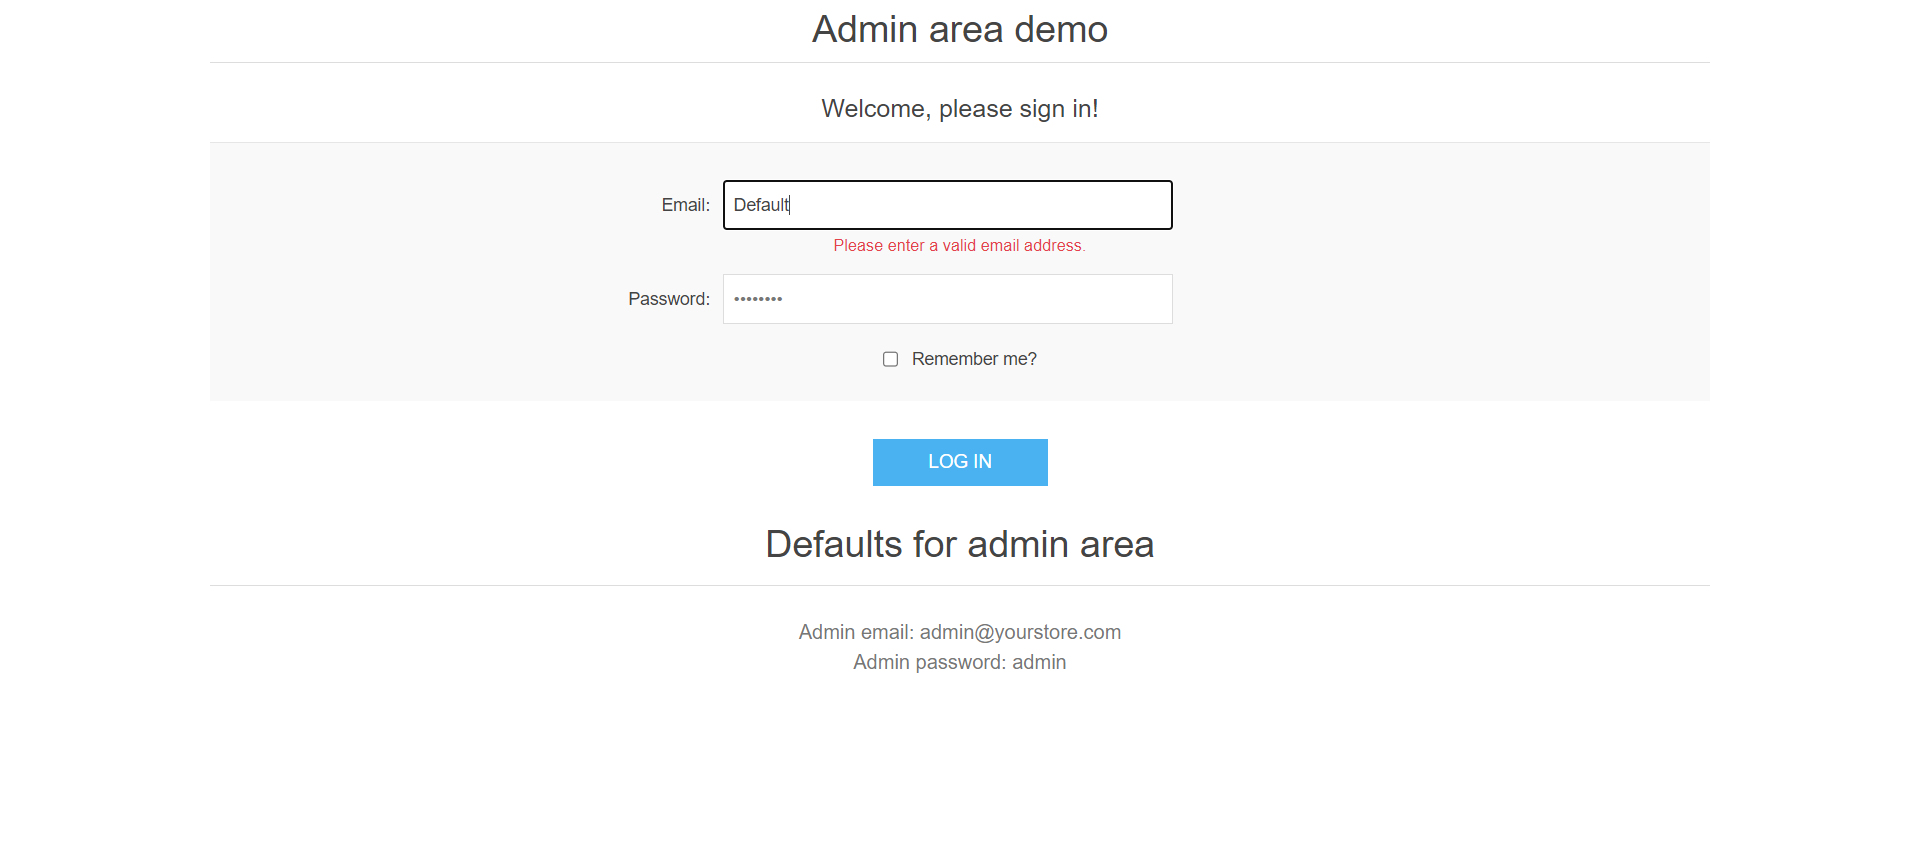 Admin area demo
Welcome, please sign in!
Email: Default
Please enter a valid email address.
Password: ••••••••
Remember me?
LOG IN
Defaults for admin area
Admin email: admin@yourstore.com
Admin password: admin